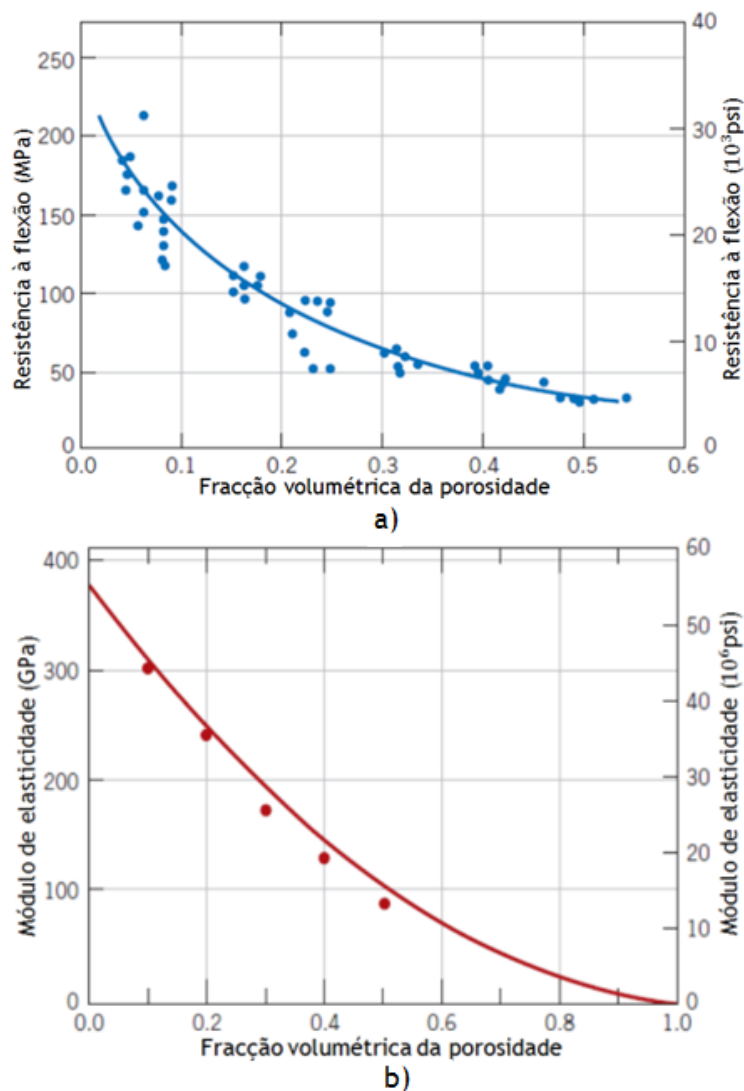 250
200
150
100
50
0
Resistência à flexão (MPa)
40
30
20
10
0
Resistência à flexão (10³psi)
0.0 0.1 0.2 0.3 0.4 0.5 0.6
Fracção volumétrica da porosidade
a)
400
300
200
100
0
Módulo de elasticidade (GPa)
60
50
40
30
20
10
0
Módulo de elasticidade (10⁶psi)
0.0 0.2 0.4 0.6 0.8 1.0
Fracção volumétrica da porosidade
b)